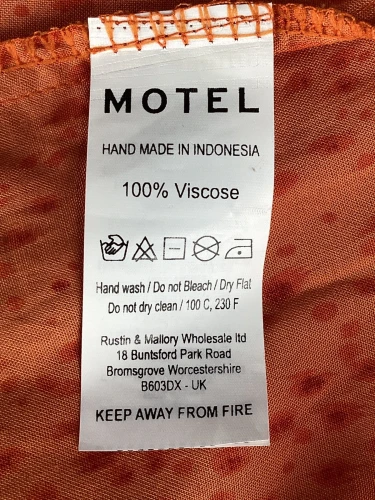 MOTEL
HAND MADE IN INDONESIA
100% Viscose
Hand wash / Do not Bleach / Dry Flat
Do not dry clean / 100 C, 230 F
Rustin & Mallory Wholesale ltd
18 Buntsford Park Road
Bromsgrove Worcestershire
B603DX - UK
KEEP AWAY FROM FIRE